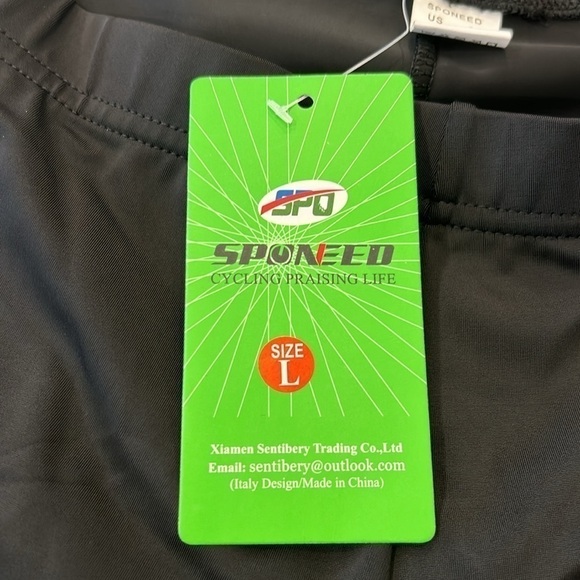 SPONEED
US
SPO
SPONEED
CYCLING PRAISING LIFE
SIZE
L
Xiamen Sentibery Trading Co.,Ltd
Email: sentibery@outlook.com
(Italy Design/Made in China)